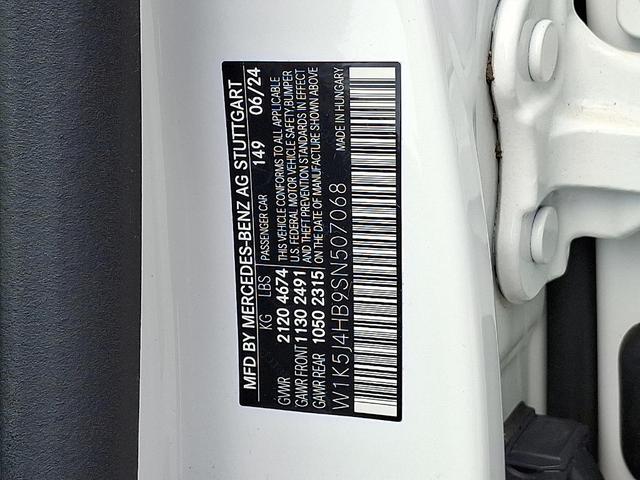 MFD BY MERCEDES-BENZ AG STUTTGART
KG LBS PASSENGER CAR 149 06/24
GVWR 2120 4674 THIS VEHICLE CONFORMS TO ALL APPLICABLE
GAWR FRONT 1130 2491 U.S. FEDERAL MOTOR VEHICLE SAFETY,BUMPER
AND THEFT PREVENTION STANDARDS IN EFFECT
GAWR REAR 1050 2315 ON THE DATE OF MANUFACTURE SHOWN ABOVE
W1K5J4HB9SN507068 MADE IN HUNGARY